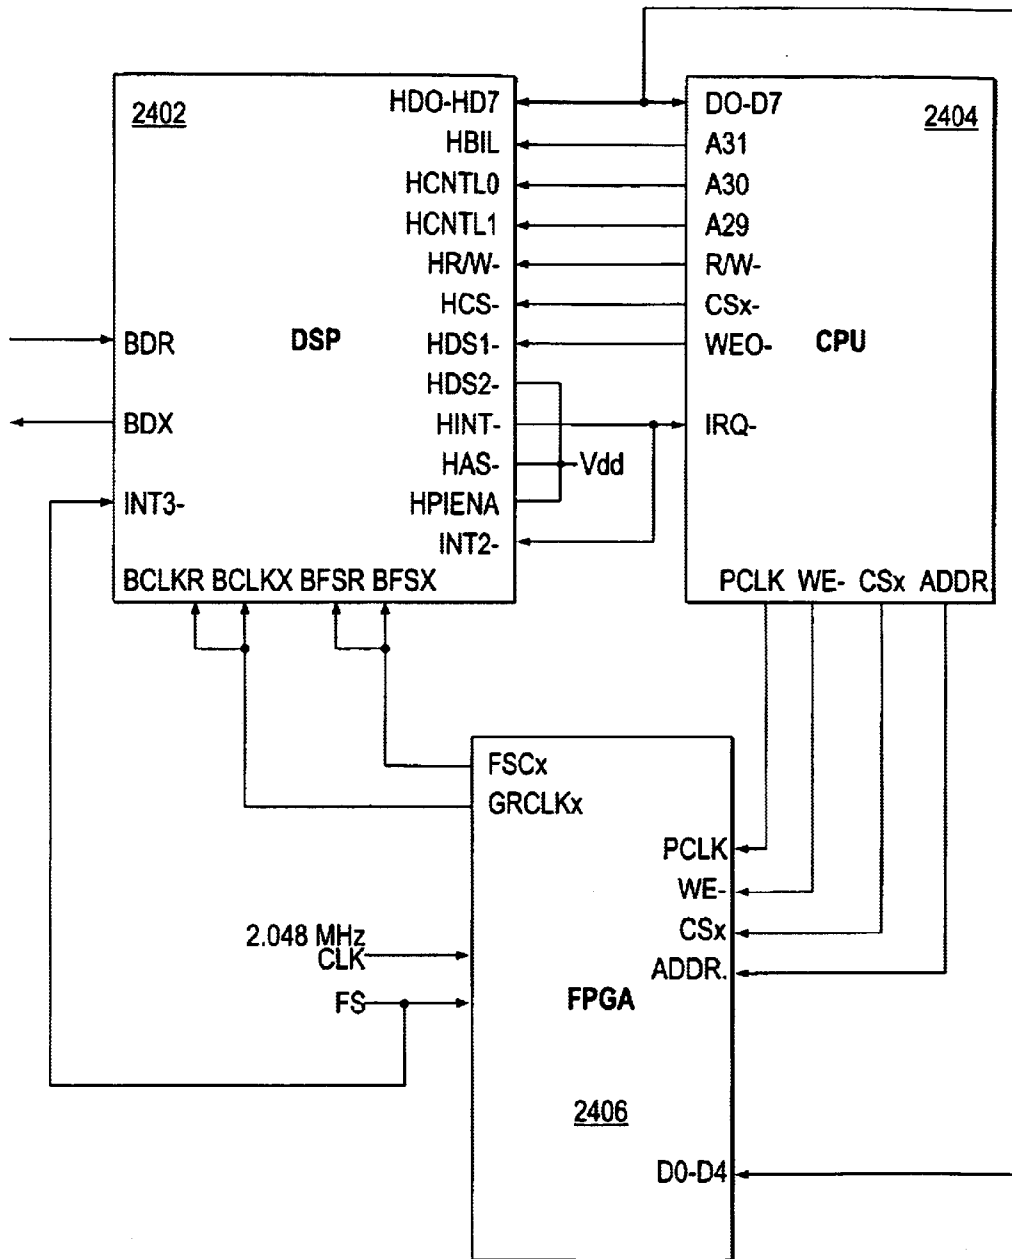 2402
HDO-HD7
HBIL
HCNTL0
HCNTL1
HR/W-
HCS-
HDS1-
HDS2-
HINT-
HAS-
HPIENA
INT2-
BDR
DSP
BDX
INT3-
BCLKR BCLKX BFSR BFSX
Vdd
DO-D7
2404
A31
A30
A29
R/W-
CSx-
WEO-
CPU
IRQ-
PCLK WE- CSx ADDR.
FSCx
GRCLKx
PCLK
WE-
CSx
ADDR.
2.048 MHz
CLK
FS
FPGA
2406
D0-D4